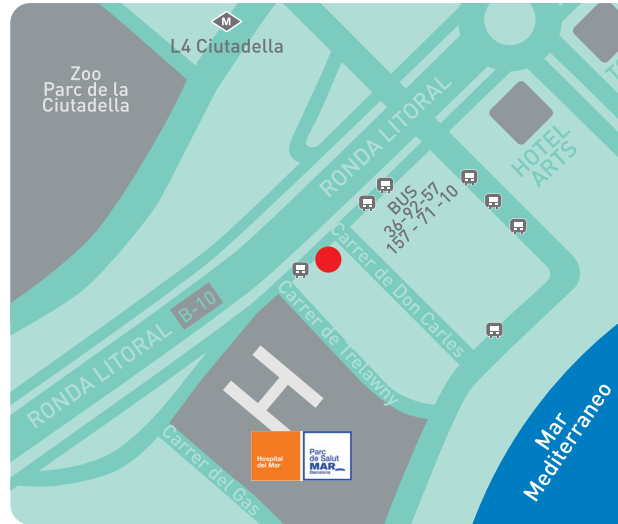 M
L4 Ciutadella
Zoo
Parc de la
Ciutadella
RONDA LITORAL
HOTEL
ARTS
BUS
36-92-57
157 - 71 -10
Carrer de Don Carles
Carrer de Trelawny
B-10
RONDA LITORAL
H
Hospital
del Mar
Parc
de Salut
MAR
Barcelona
Carrer del Gas
Mar
Mediterraneo